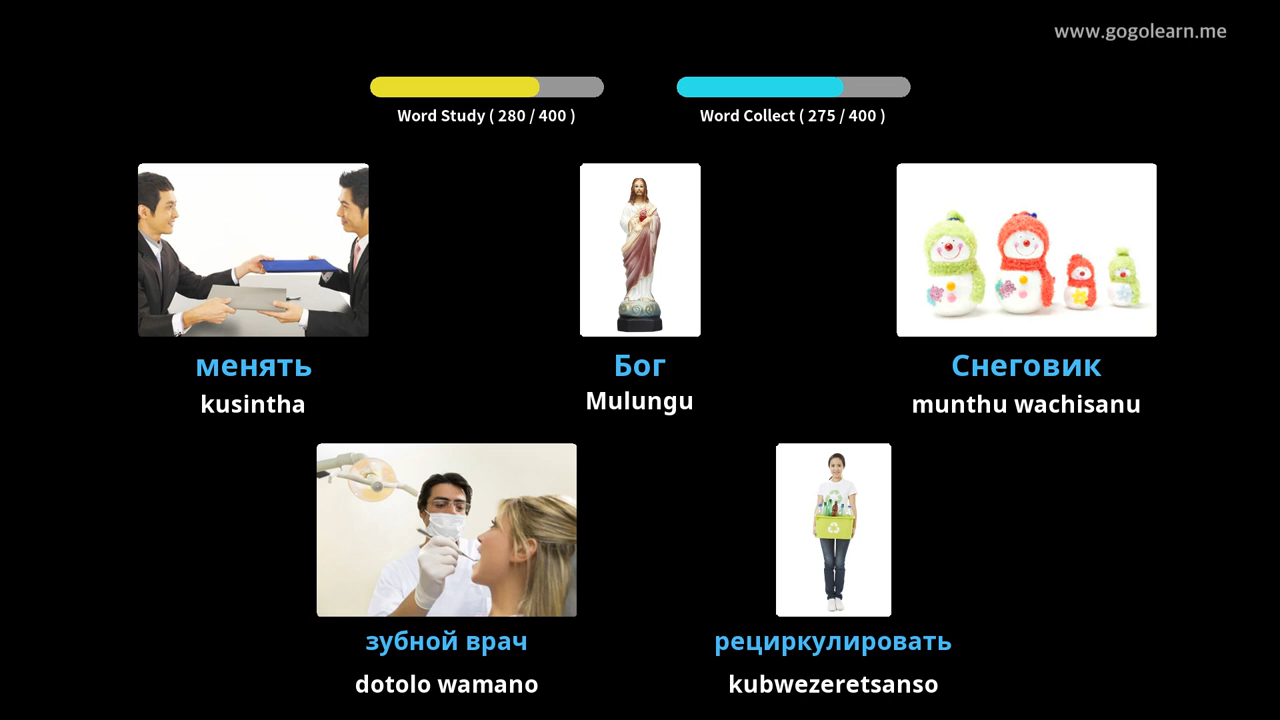 www.gogolearn.me
Word Study ( 280 / 400 )
Word Collect ( 275 / 400 )
менять
kusintha
Бог
Mulungu
Снеговик
munthu wachisanu
зубной врач
dotolo wamano
рециркулировать
kubwezeretsanso